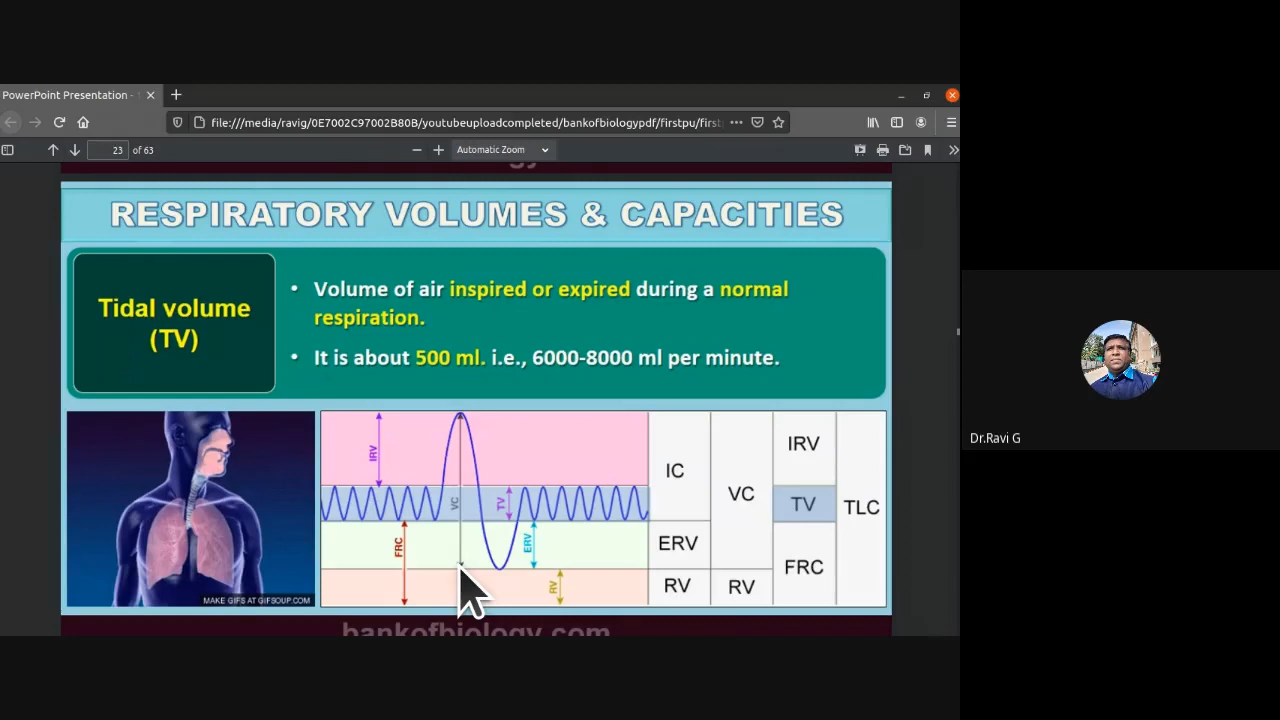 PowerPoint Presentation -
file:///media/ravig/0E7002C97002B80B/youtubeuploadcompleted/bankofbiologypdf/firstpu/first
23 of 63
Automatic Zoom
RESPIRATORY VOLUMES & CAPACITIES
Tidal volume
(TV)
• Volume of air inspired or expired during a normal
respiration.
• It is about 500 ml. i.e., 6000-8000 ml per minute.
MAKE GIFS AT GIFSOUP.COM
IRV
VC
TV
FRC
ERV
RV
IC
ERV
RV
VC
RV
IRV
TV
FRC
TLC
bankofbiology.com
Dr.Ravi G